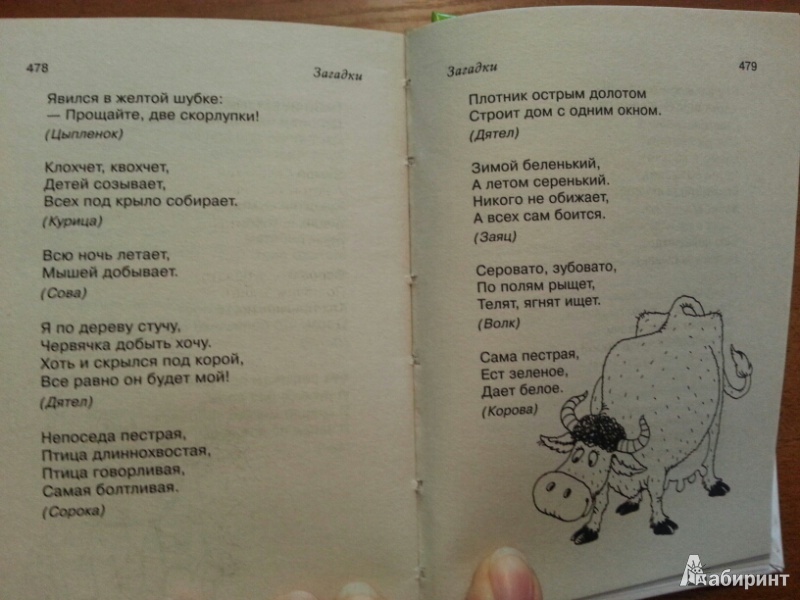 478
Загадки
Явился в желтой шубке:
— Прощайте, две скорлупки!
(Цыпленок)
Клохчет, квохчет,
Детей созывает,
Всех под крыло собирает.
(Курица)
Всю ночь летает,
Мышей добывает.
(Сова)
Я по дереву стучу,
Червячка добыть хочу.
Хоть и скрылся под корой,
Все равно он будет мой!
(Дятел)
Непоседа пестрая,
Птица длиннохвостая,
Птица говорливая,
Самая болтливая.
(Сорока)
Загадки
479
Плотник острым долотом
Строит дом с одним окном.
(Дятел)
Зимой беленький,
А летом серенький.
Никого не обижает,
А всех сам боится.
(Заяц)
Серовато, зубовато,
По полям рыщет,
Телят, ягнят ищет.
(Волк)
Сама пестрая,
Ест зеленое,
Дает белое.
(Корова)
Лабиринт